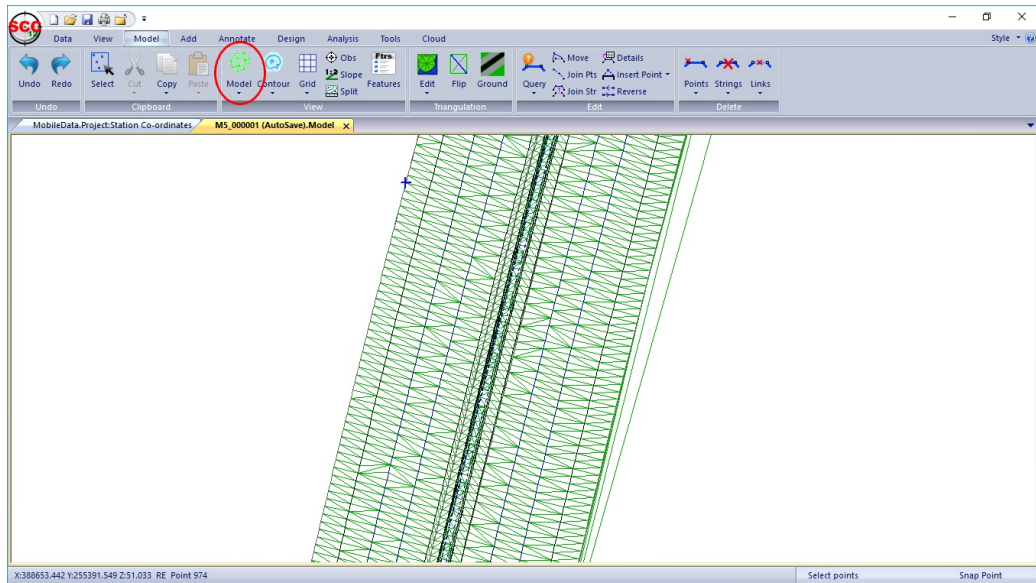 SCC
Data View Model Add Annotate Design Analysis Tools Cloud
Style
Undo Redo
Select Cut Copy Paste
Model Contour Grid
Obs
1:2 Slope
Split
Ftrs
Features
Edit Flip Ground
Query
Move
Join Pts
Join Str
Details
Insert Point
Reverse
Points Strings Links
Undo Clipboard View Triangulation Edit Delete
MobileData.Project:Station Co-ordinates M5_000001 (AutoSave).Model x
X:388653.442 Y:255391.549 Z:51.033 RE Point 974 Select points Snap Point